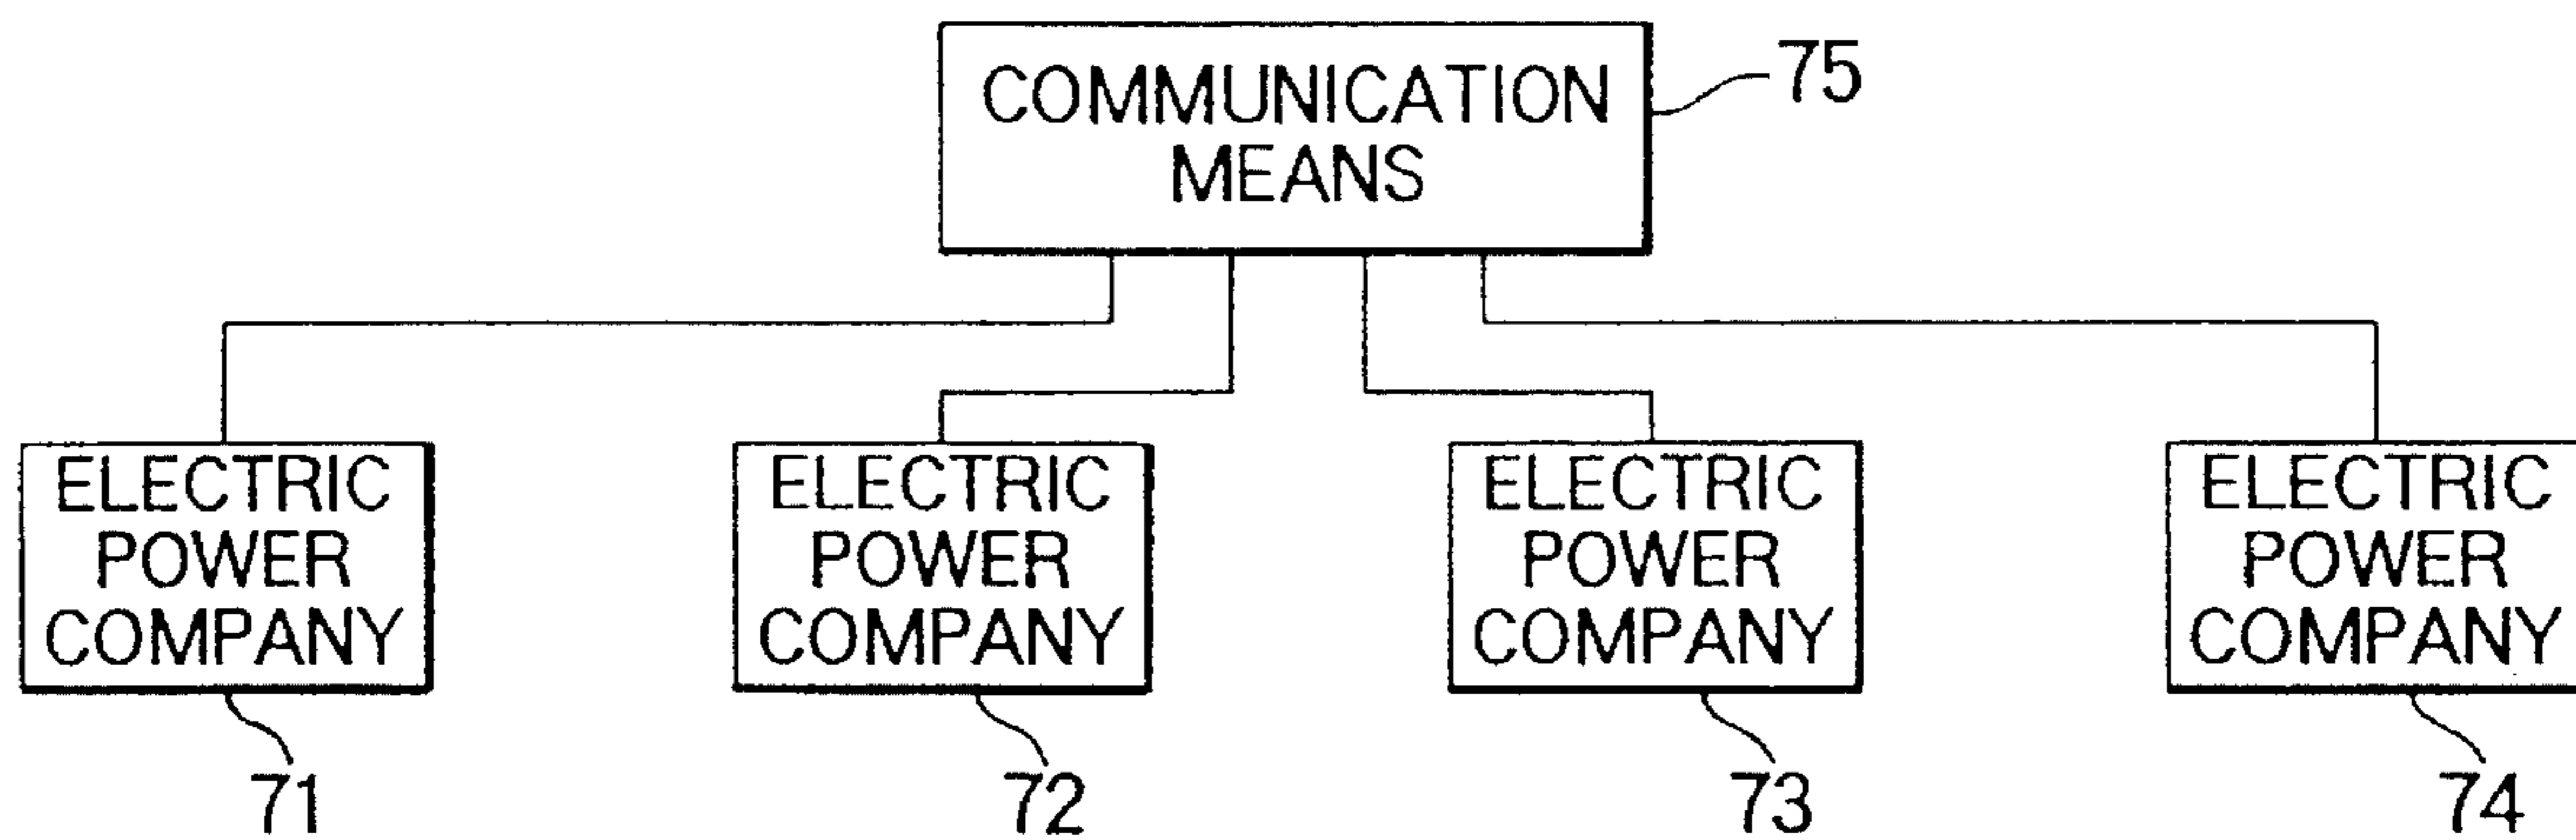 COMMUNICATION
MEANS
75
ELECTRIC
POWER
COMPANY
71
ELECTRIC
POWER
COMPANY
72
ELECTRIC
POWER
COMPANY
73
ELECTRIC
POWER
COMPANY
74